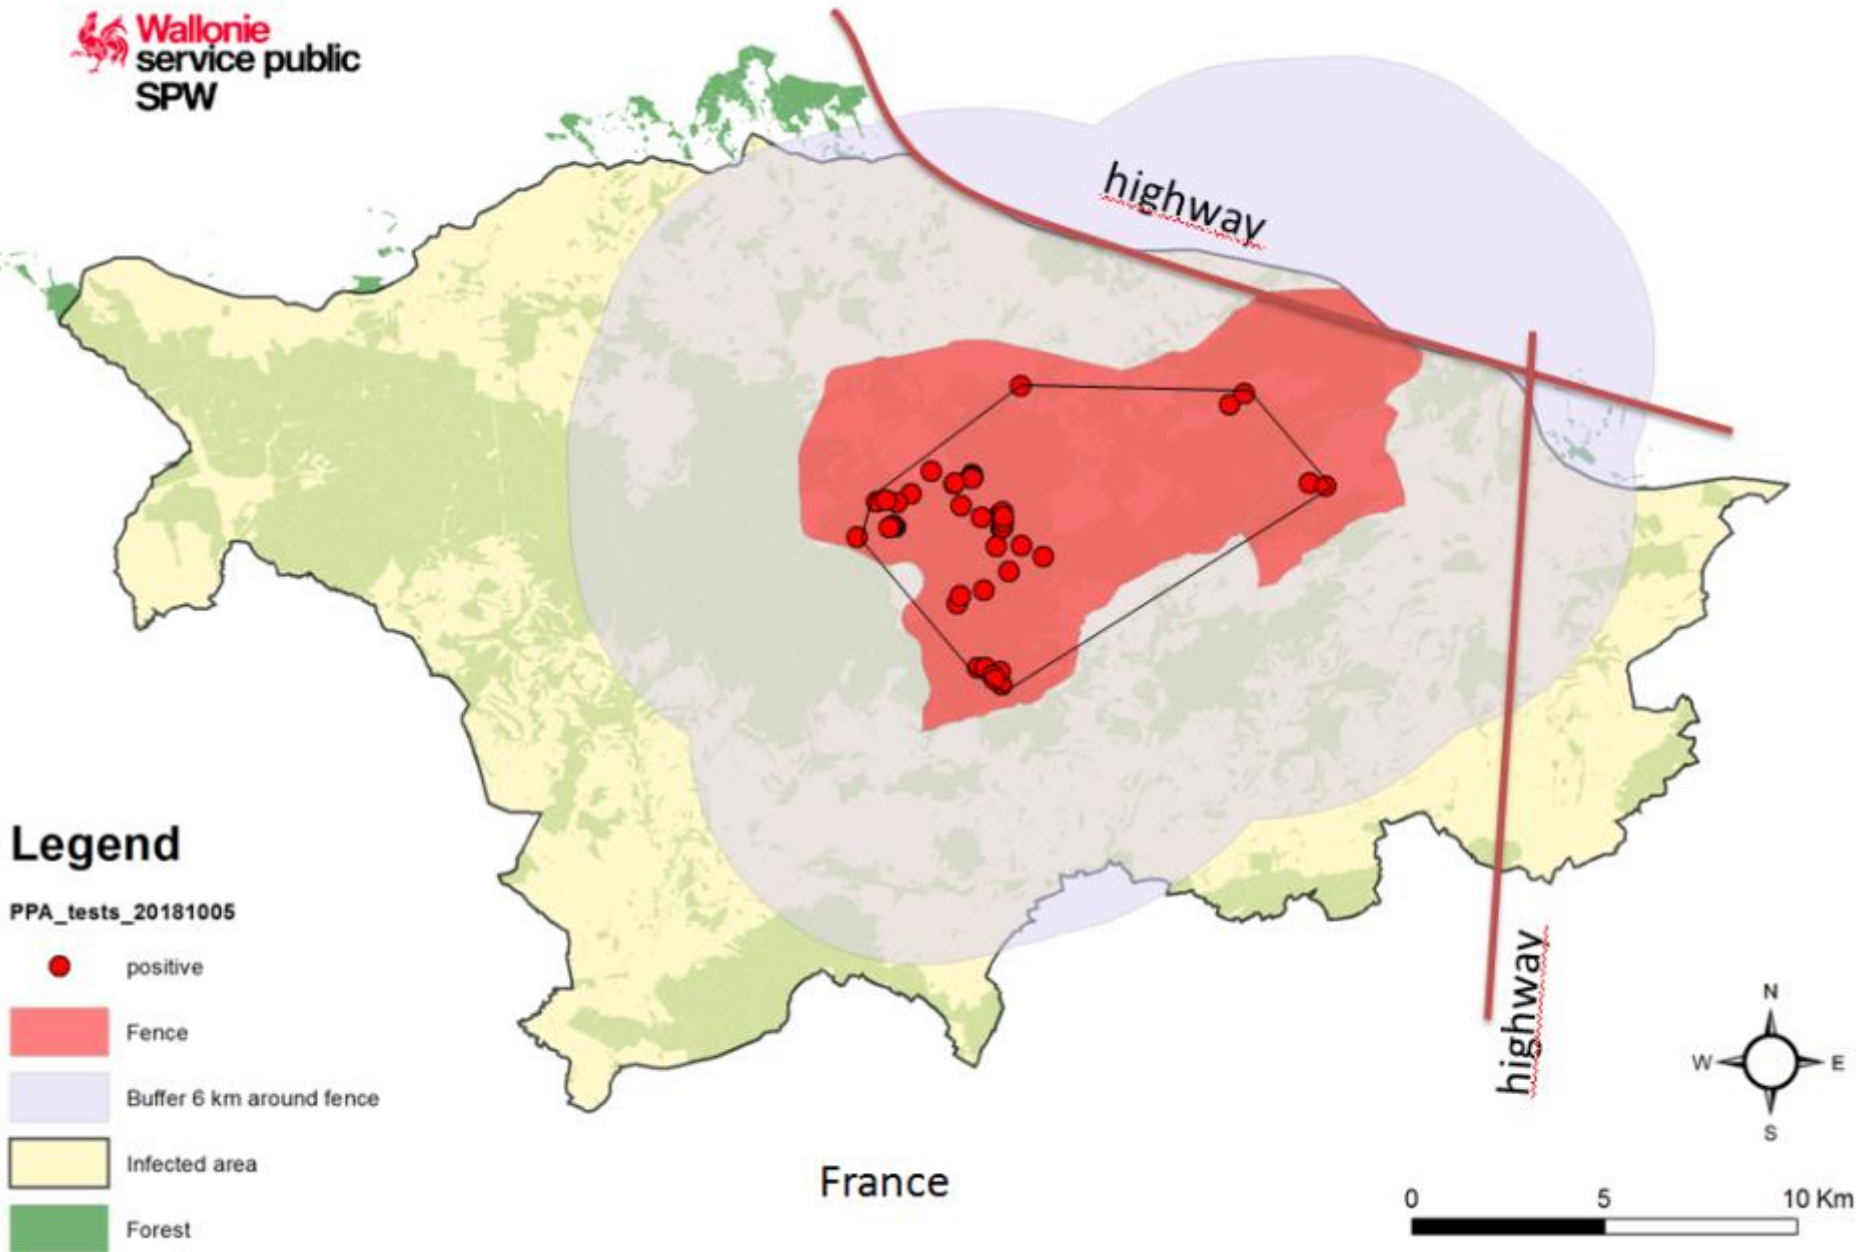 Wallonie
service public
SPW
highway
Legend
PPA_tests_20181005
positive
Fence
Buffer 6 km around fence
Infected area
Forest
France
highway
N
W
E
S
0 5 10 Km